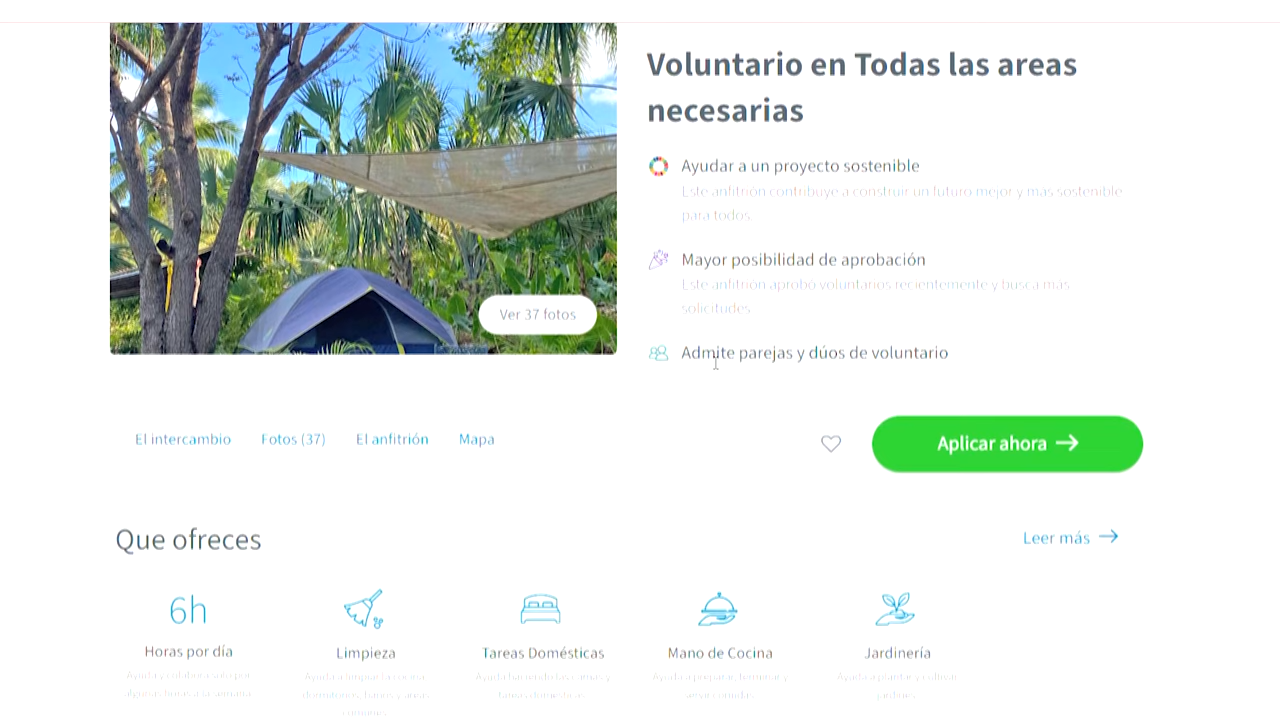 Voluntario en Todas las areas
necesarias
Ayudar a un proyecto sostenible
Este anfitrión contribuye a construir un futuro mejor y más sostenible
para todos.
Mayor posibilidad de aprobación
Este anfitrión aprobó voluntarios recientemente y busca más
solicitudes.
Admite parejas y dúos de voluntario
Ver 37 fotos
El intercambio Fotos (37) El anfitrión Mapa
Aplicar ahora
Que ofreces
Leer más
6h
Horas por día
Limpieza
Tareas Domésticas
Mano de Cocina
Jardinería